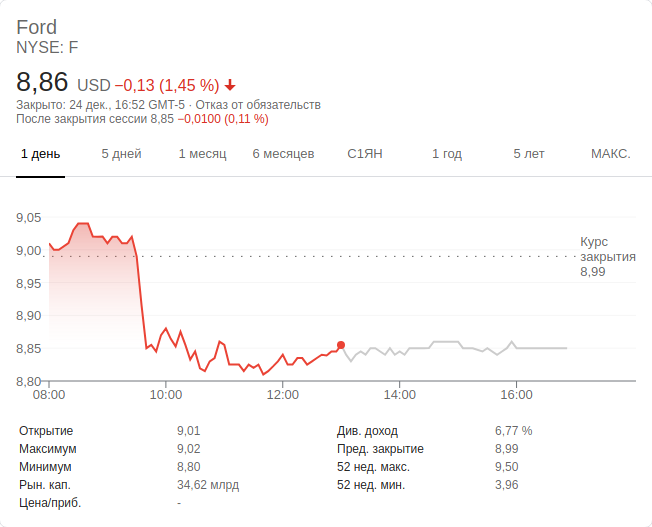 Ford
NYSE: F
8,86 USD −0,13 (1,45 %)
Закрыто: 24 дек., 16:52 GMT-5 · Отказ от обязательств
После закрытия сессии 8,85 −0,0100 (0,11 %)
1 день 5 дней 1 месяц 6 месяцев С1ЯН 1 год 5 лет МАКС.
9,05
9,00
8,95
8,90
8,85
8,80
Курс
закрытия
8,99
08:00 10:00 12:00 14:00 16:00
Открытие 9,01 Див. доход 6,77 %
Максимум 9,02 Пред. закрытие 8,99
Минимум 8,80 52 нед. макс. 9,50
Рын. кап. 34,62 млрд 52 нед. мин. 3,96
Цена/приб. -